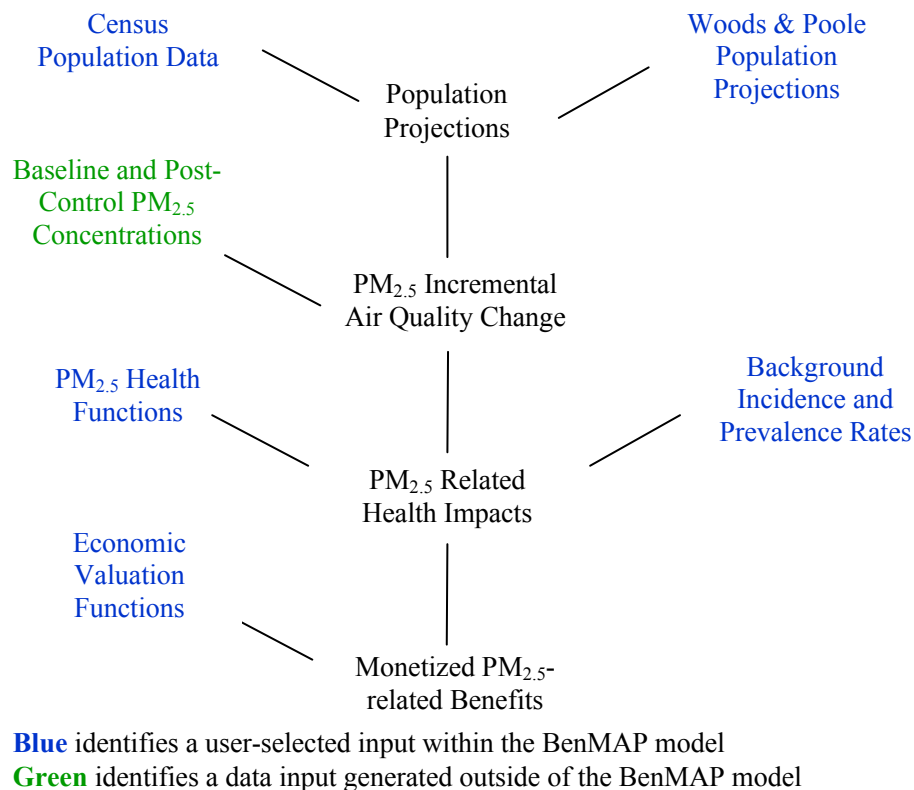 Census
Population Data
Woods & Poole
Population
Projections
Population
Projections
Baseline and Post-
Control PM₂.₅
Concentrations
PM₂.₅ Incremental
Air Quality Change
PM₂.₅ Health
Functions
Background
Incidence and
Prevalence Rates
PM₂.₅ Related
Health Impacts
Economic
Valuation
Functions
Monetized PM₂.₅-
related Benefits
Blue identifies a user-selected input within the BenMAP model
Green identifies a data input generated outside of the BenMAP model